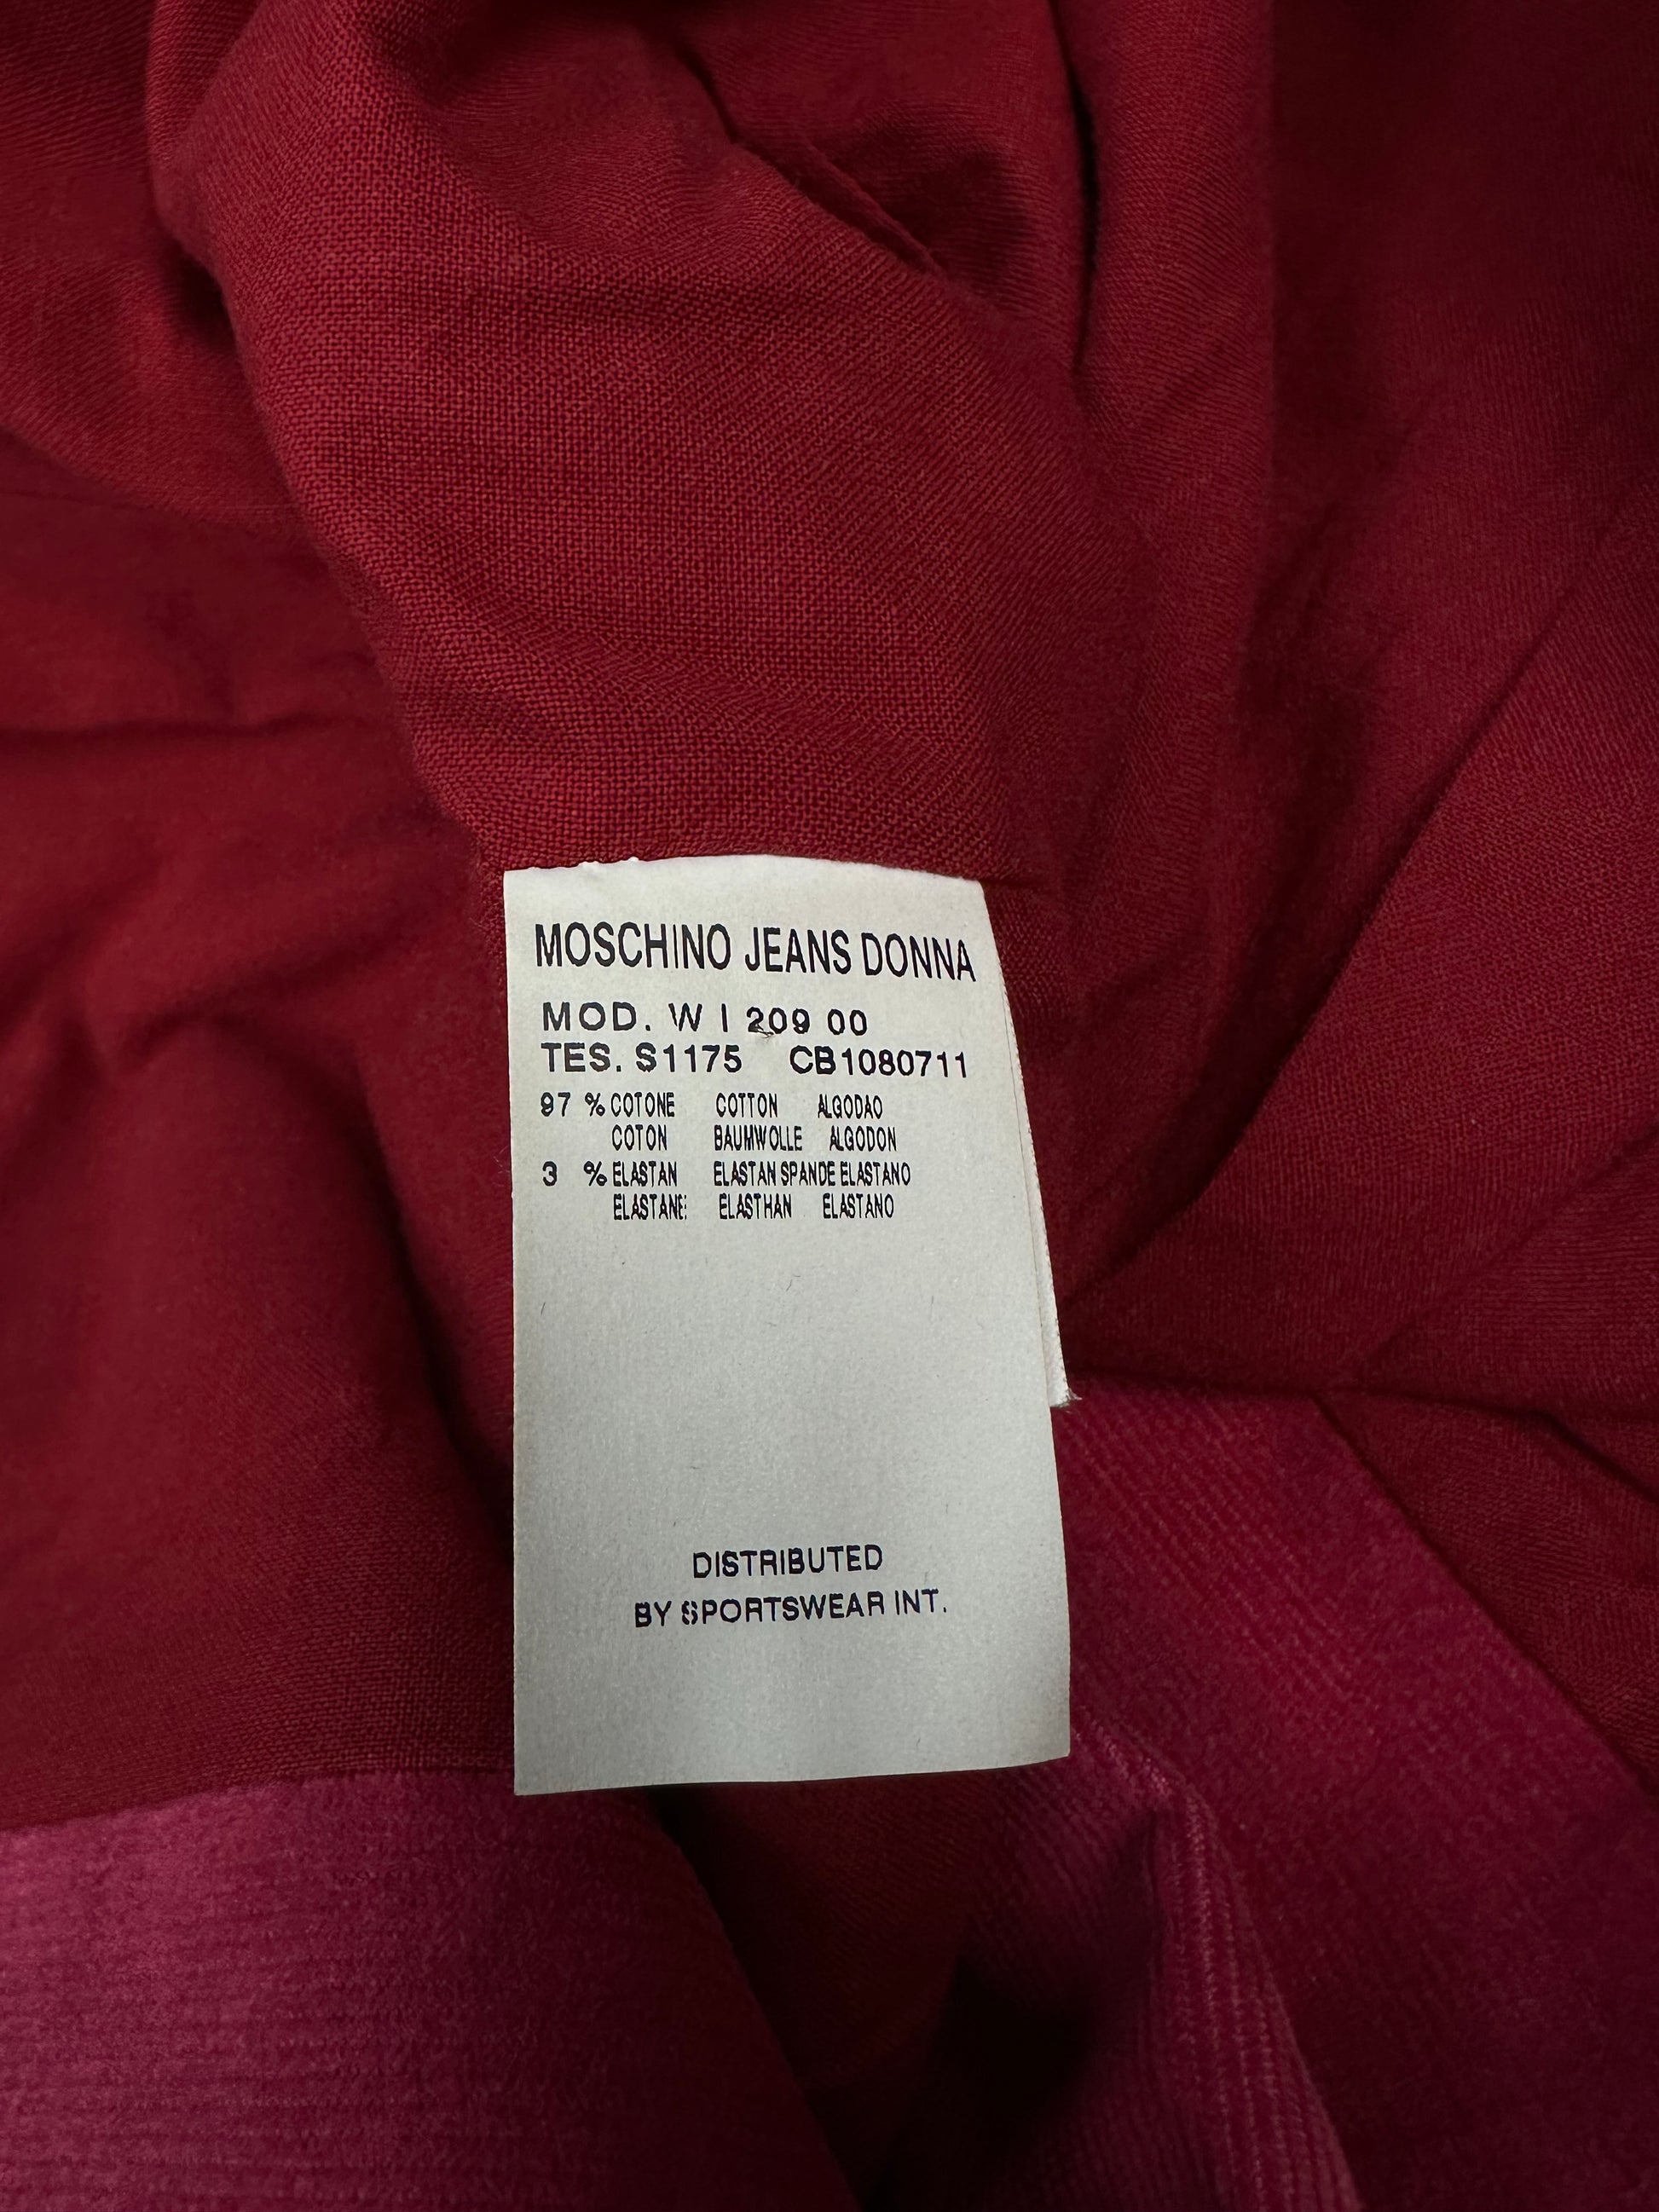 MOSCHINO JEANS DONNA
MOD. W I 209 00
TES. S1175 CB1080711
97 % COTONE COTTON ALGODAO
COTON BAUMWOLLE ALGODON
3 % ELASTAN ELASTAN SPANDE ELASTANO
ELASTANE ELASTHAN ELASTANO
DISTRIBUTED
BY SPORTSWEAR INT.